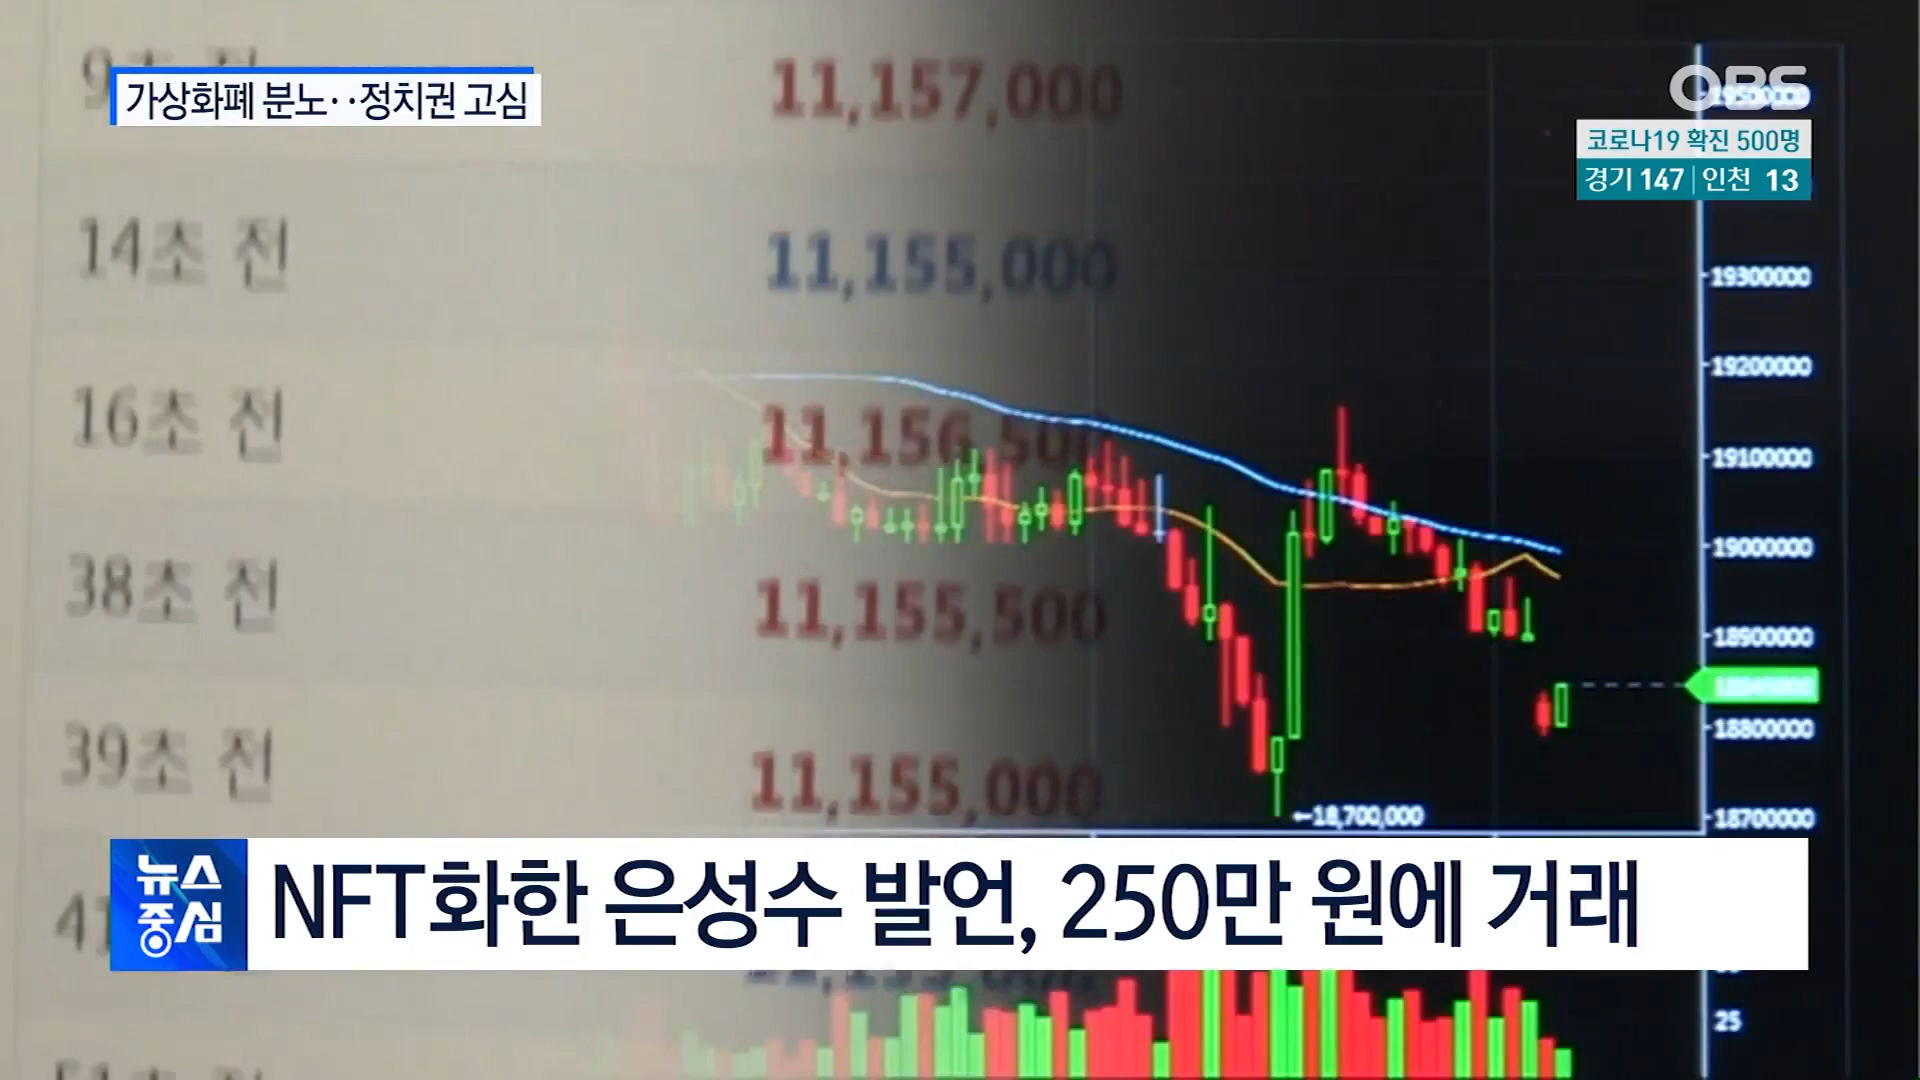 가상화폐 분노‥정치권 고심
OBS
코로나19 확진 500명
경기 147 인천 13
11,157,000
14초 전 11,155,000
16초 전 11,156,500
38초 전 11,155,500
39초 전 11,155,000
19500000
19300000
19200000
19100000
19000000
18900000
18800000
18700000
←18,700,000
뉴스
중심
NFT화한 은성수 발언, 250만 원에 거래
25